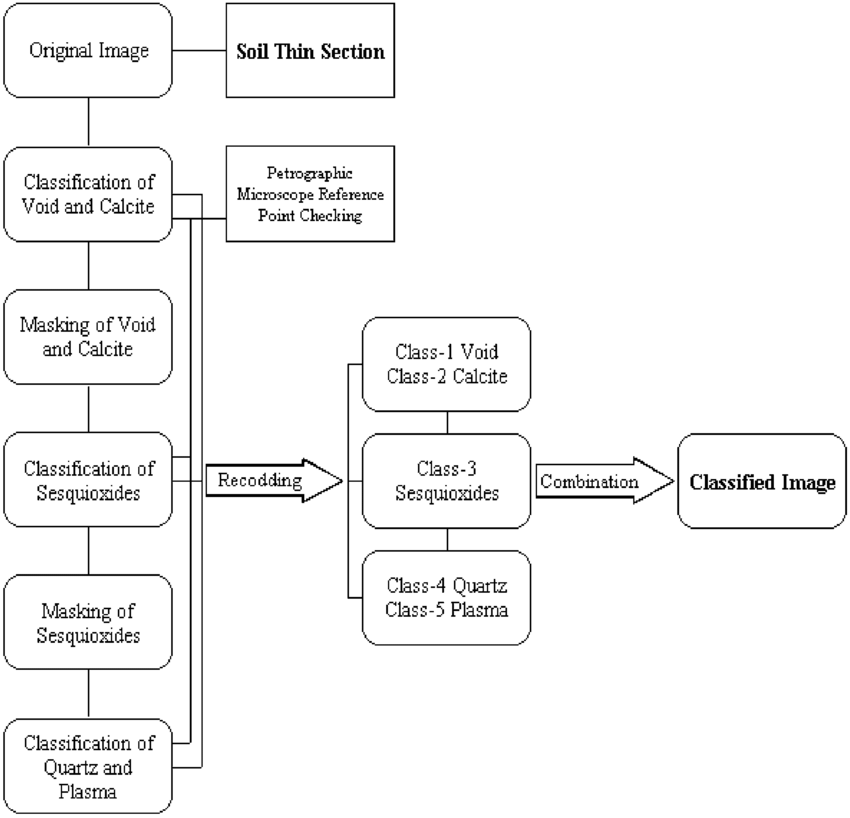 Original Image
Soil Thin Section
Classification of
Void and Calcite
Petrographic
Microscope Reference
Point Checking
Masking of Void
and Calcite
Classification of
Sesquioxides
Masking of
Sesquioxides
Classification of
Quartz and
Plasma
Recodding
Class-1 Void
Class-2 Calcite
Class-3
Sesquioxides
Class-4 Quartz
Class-5 Plasma
Combination
Classified Image